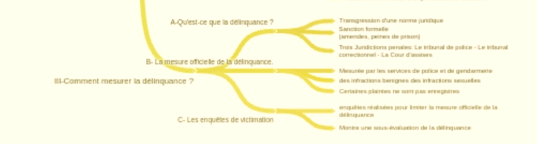 A-Qu'est-ce que la délinquance ?
Transgression d'une norme juridique
Sanction formelle
(amendes, peines de prison)
Trois Juridictions penales: Le tribunal de police - Le tribunal
correctionnel - Le Cour d'assises
B- La mesure officielle de la délinquance.
Mesurée par les services de police et de gendarmerie
des infractions benignes des infractions sexuelles
Certaines plantes ne sont pas enregistrées
III-Comment mesurer la délinquance ?
C- Les enquêtes de victimation
enquêtes réalisées pour limiter la mesure officielle de la
délinquance
Montre une sous-évaluation de la délinquance